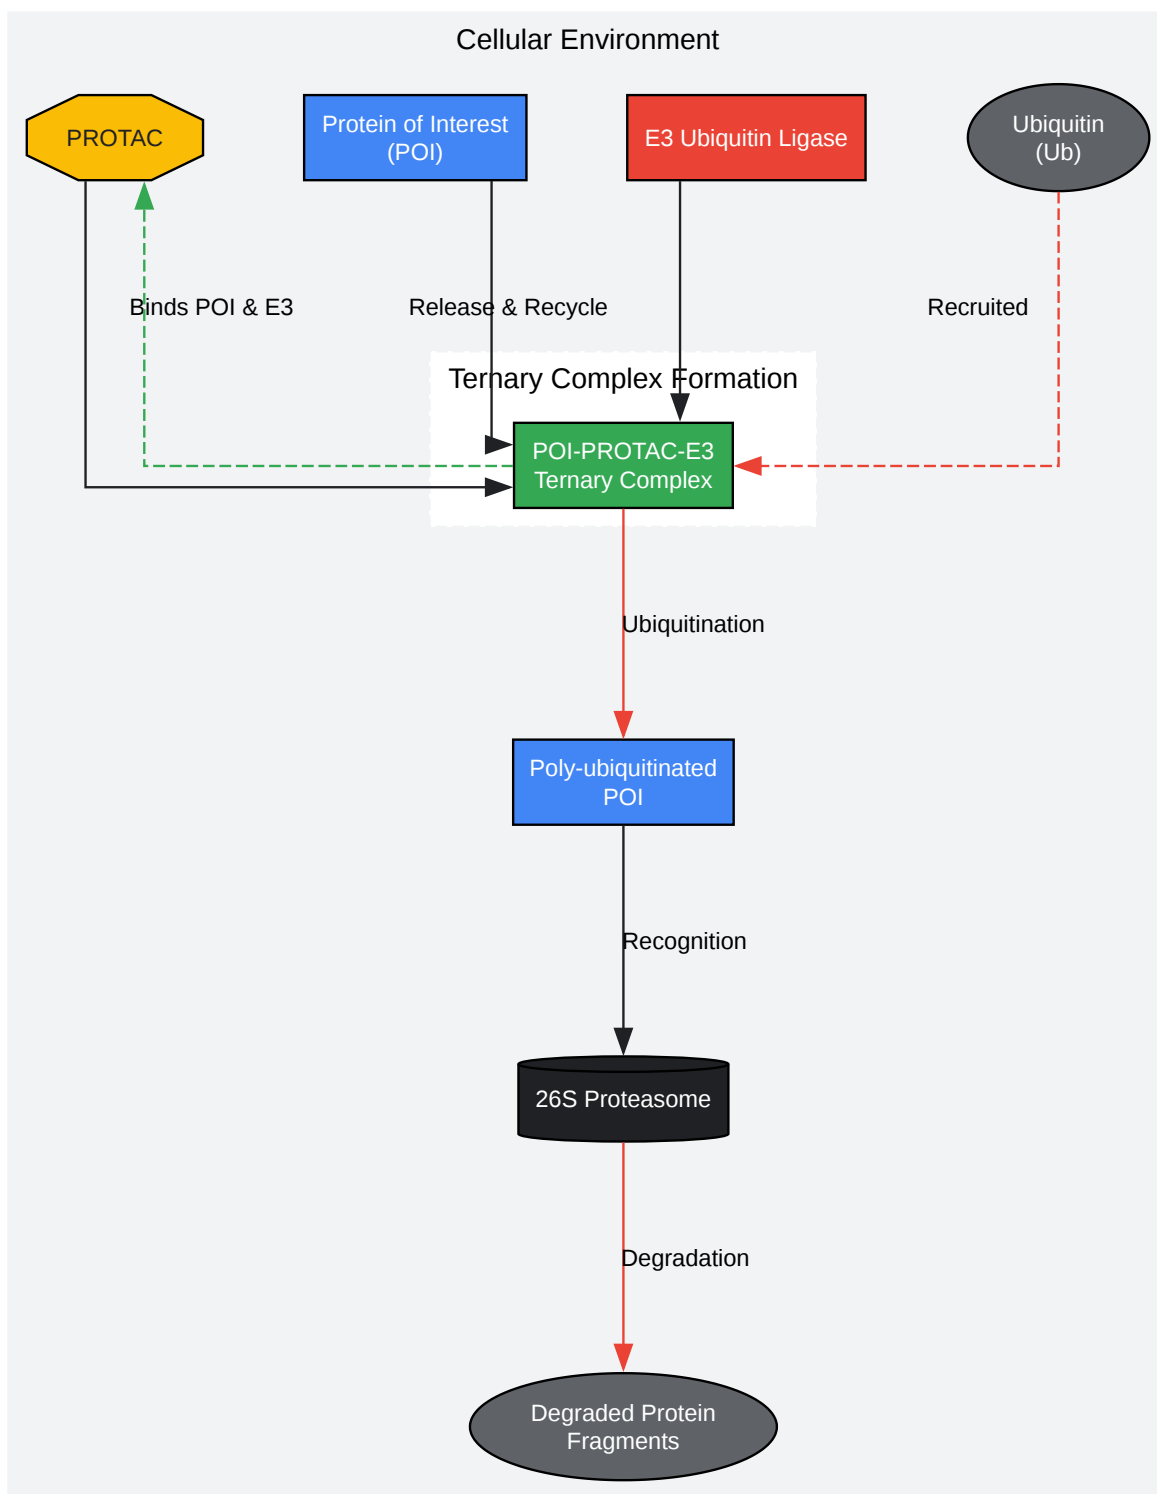 Cellular Environment
PROTAC
Protein of Interest
(POI)
E3 Ubiquitin Ligase
Ubiquitin
(Ub)
Binds POI & E3
Release & Recycle
Recruited
Ternary Complex Formation
POI-PROTAC-E3
Ternary Complex
Ubiquitination
Poly-ubiquitinated
POI
Recognition
26S Proteasome
Degradation
Degraded Protein
Fragments